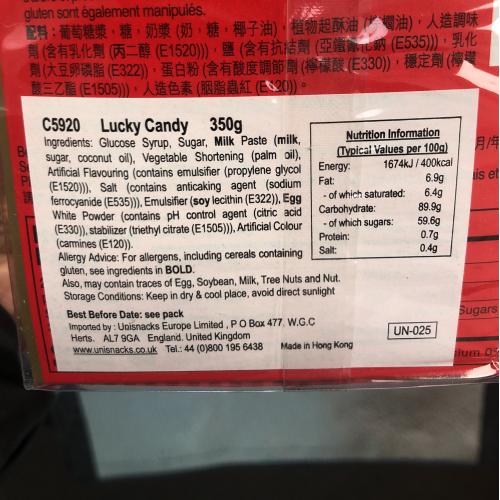 gluten sont également manipulés.
配料：葡萄糖漿，糖，奶漿 (奶，糖，椰子油)，植物起酥油 (棕櫚油)，人造調味
劑 (含有乳化劑 (丙二醇 (E1520)))，鹽 (含有抗結劑 (亞鐵氰化鈉 (E535)))，乳化
劑 (大豆卵磷脂 (E322))，蛋白粉 (含有酸度調節劑 (檸檬酸 (E330))，穩定劑 (檸檬
酸三乙酯 (E1505)))，人造色素 (胭脂蟲紅 (E120))。
C5920 Lucky Candy 350g
Ingredients: Glucose Syrup, Sugar, Milk Paste (milk,
sugar, coconut oil), Vegetable Shortening (palm oil),
Artificial Flavouring (contains emulsifier (propylene glycol
(E1520))), Salt (contains anticaking agent (sodium
ferrocyanide (E535))), Emulsifier (soy lecithin (E322)), Egg
White Powder (contains pH control agent (citric acid
(E330)), stabilizer (triethyl citrate (E1505))), Artificial Colour
(carmines (E120)).
Allergy Advice: For allergens, including cereals containing
gluten, see ingredients in BOLD.
Also, may contain traces of Egg, Soybean, Milk, Tree Nuts and Nut.
Storage Conditions: Keep in dry & cool place, avoid direct sunlight
Best Before Date: see pack
Imported by : Unisnacks Europe Limited , P O Box 477, W.G.C
Herts. AL7 9GA England. United Kingdom
www.unisnacks.co.uk Tel.: 44 (0)800 195 6438 Made in Hong Kong
Nutrition Information
(Typical Values per 100g)
Energy: 1674kJ / 400kcal
Fat: 6.9g
- of which saturated: 6.4g
Carbohydrate: 89.9g
- of which sugars: 59.6g
Protein: 0.7g
Salt: 0.4g
UN-025
月/年
Sugars